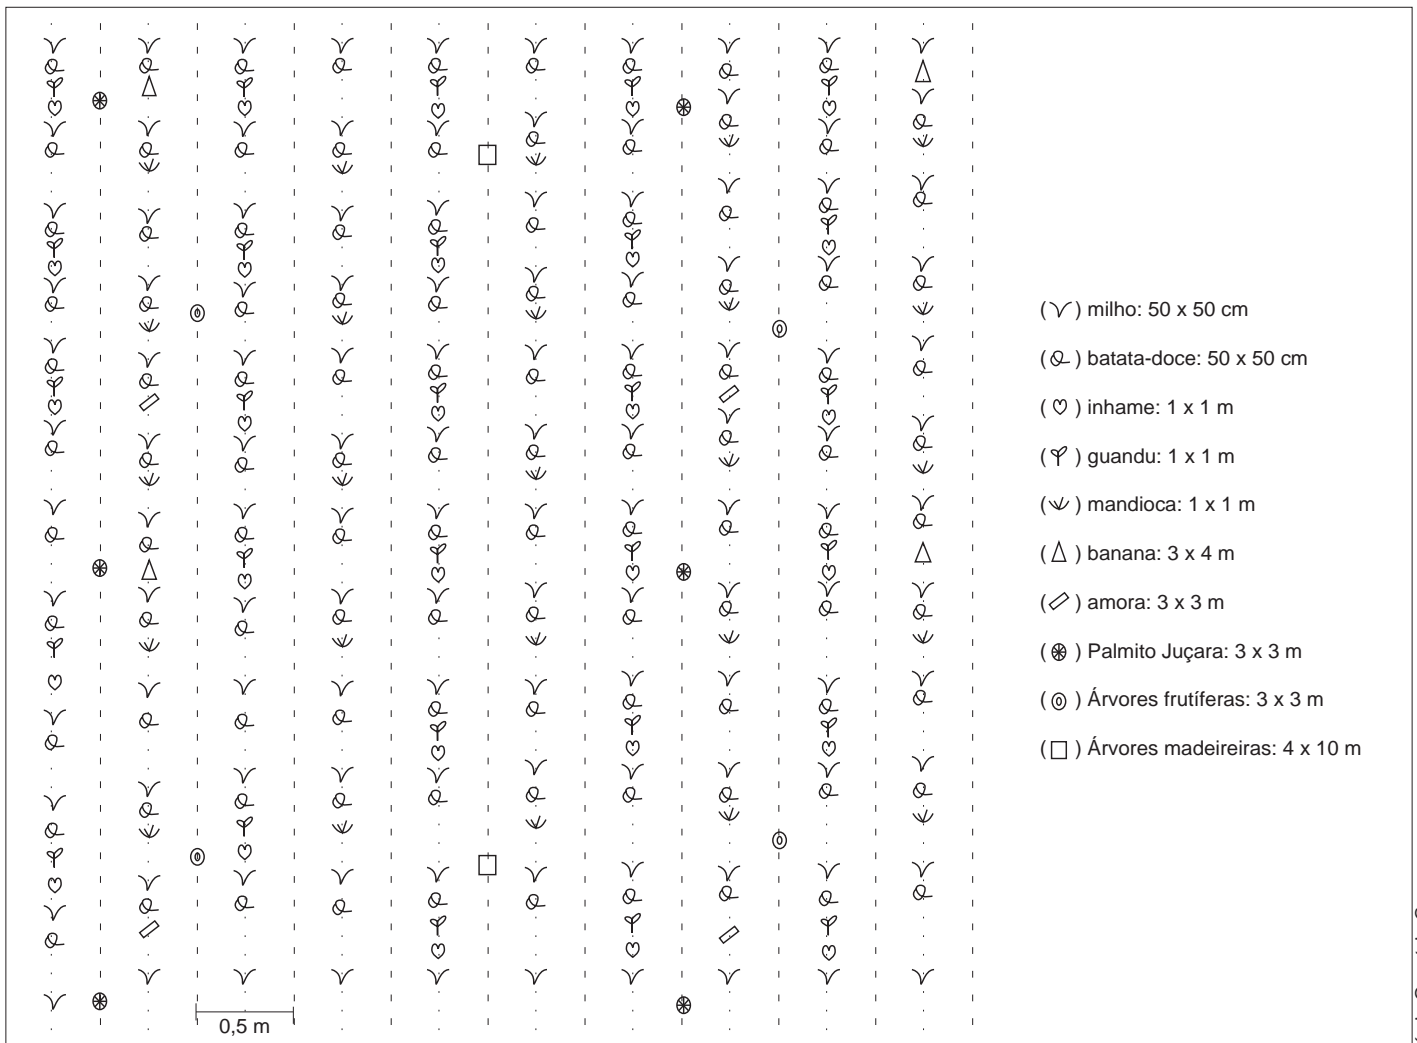 ( ) milho: 50 x 50 cm
( ) batata-doce: 50 x 50 cm
( ) inhame: 1 x 1 m
( ) guandu: 1 x 1 m
( ) mandioca: 1 x 1 m
( ) banana: 3 x 4 m
( ) amora: 3 x 3 m
( ) Palmito Juçara: 3 x 3 m
( ) Árvores frutíferas: 3 x 3 m
( ) Árvores madeireiras: 4 x 10 m
0,5 m